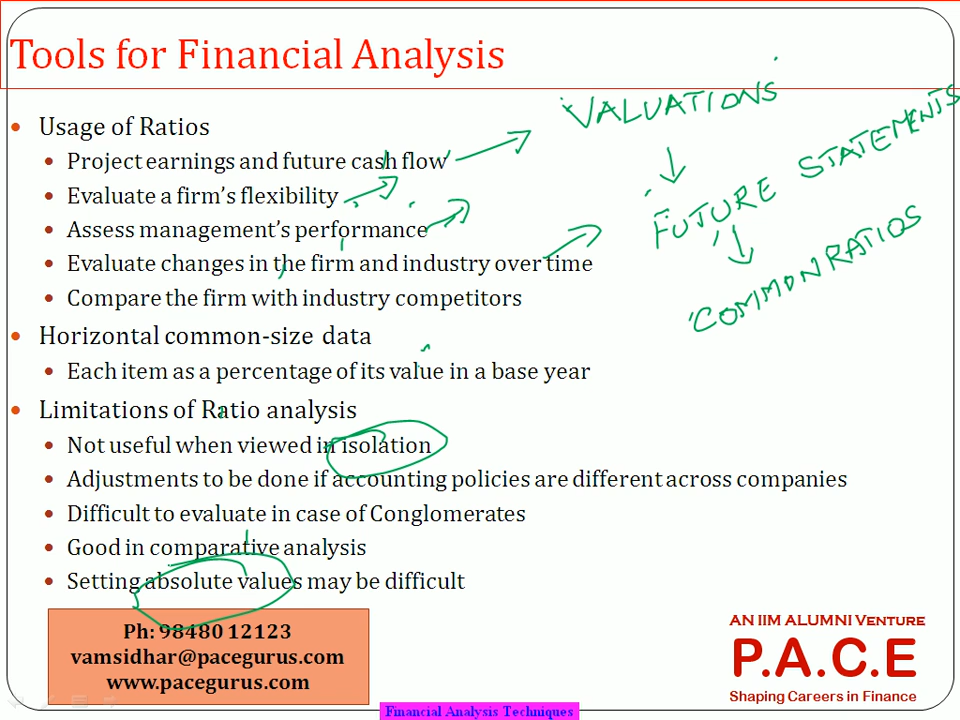 Tools for Financial Analysis
VALUATIONS
FUTURE STATEMENTS
COMMON RATIOS
• Usage of Ratios
• Project earnings and future cash flow
• Evaluate a firm's flexibility
• Assess management's performance
• Evaluate changes in the firm and industry over time
• Compare the firm with industry competitors
• Horizontal common-size data
• Each item as a percentage of its value in a base year
• Limitations of Ratio analysis
• Not useful when viewed in isolation
• Adjustments to be done if accounting policies are different across companies
• Difficult to evaluate in case of Conglomerates
• Good in comparative analysis
• Setting absolute values may be difficult
Ph: 98480 12123
vamsidhar@pacegurus.com
www.pacegurus.com
AN IIM ALUMNI VENTURE
P.A.C.E
Shaping Careers in Finance
Financial Analysis Techniques